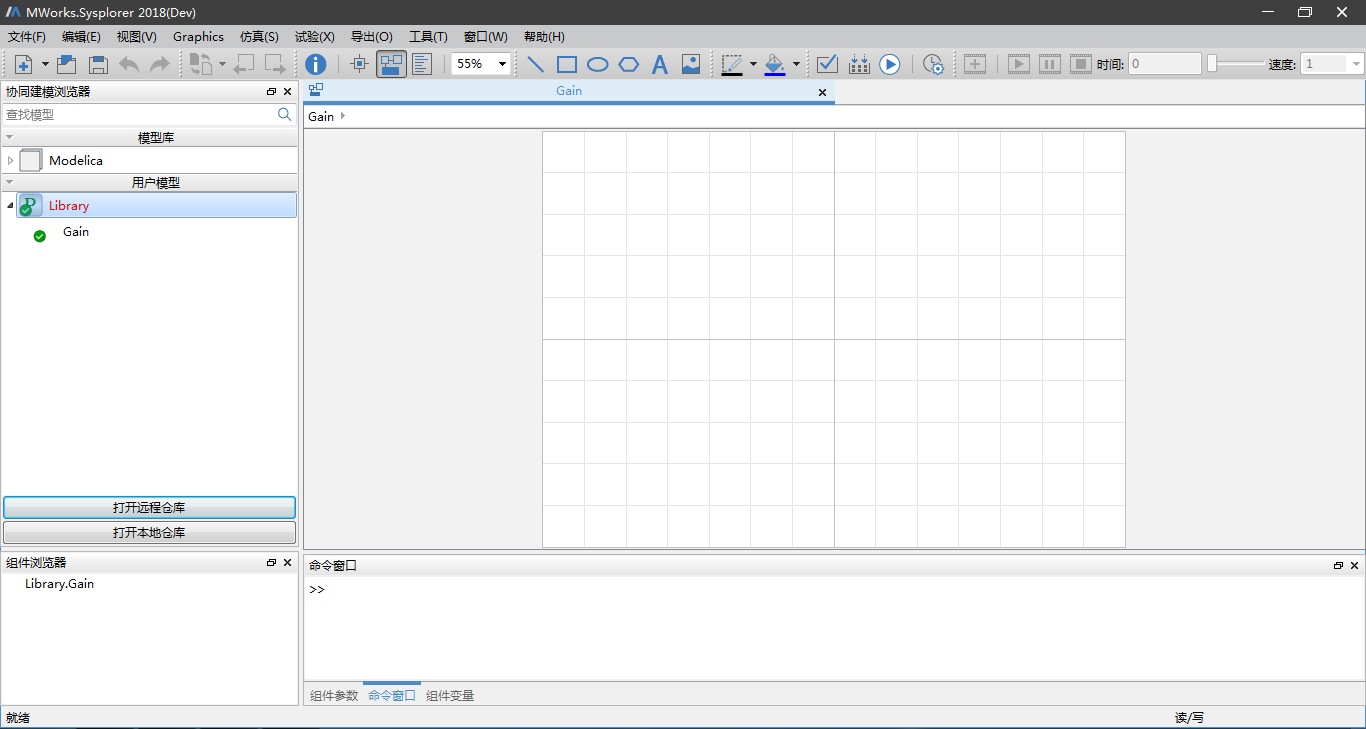 MWorks.Sysplorer 2018(Dev)
文件(F) 编辑(E) 视图(V) Graphics 仿真(S) 试验(X) 导出(O) 工具(T) 窗口(W) 帮助(H)
55% 时间: 0 速度: 1
协同建模浏览器
查找模型
模型库
Modelica
用户模型
Library
Gain
打开远程仓库
打开本地仓库
组件浏览器
Library.Gain
Gain
Gain
命令窗口
>>
组件参数 命令窗口 组件变量
就绪 读/写